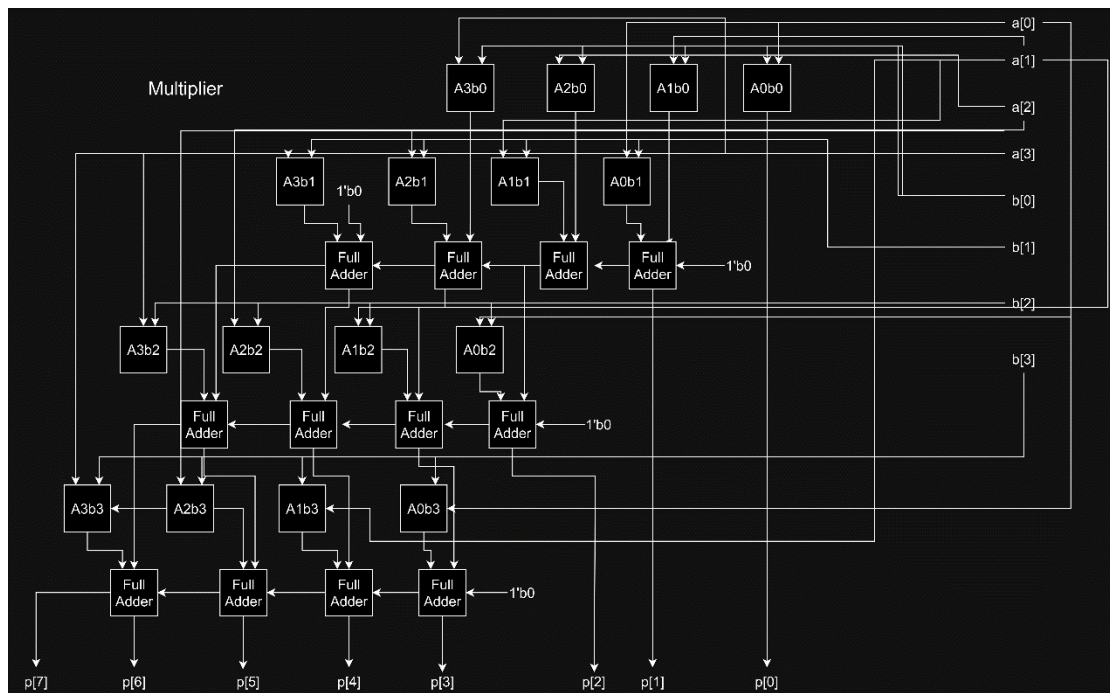 a[0]
a[1]
Multiplier
A3b0
A2b0
A1b0
A0b0
a[2]
a[3]
A3b1
A2b1
A1b1
A0b1
1'b0
b[0]
b[1]
Full
Adder
Full
Adder
Full
Adder
Full
Adder
1'b0
b[2]
A3b2
A2b2
A1b2
A0b2
b[3]
Full
Adder
Full
Adder
Full
Adder
Full
Adder
1'b0
A3b3
A2b3
A1b3
A0b3
Full
Adder
Full
Adder
Full
Adder
Full
Adder
1'b0
p[7]
p[6]
p[5]
p[4]
p[3]
p[2]
p[1]
p[0]